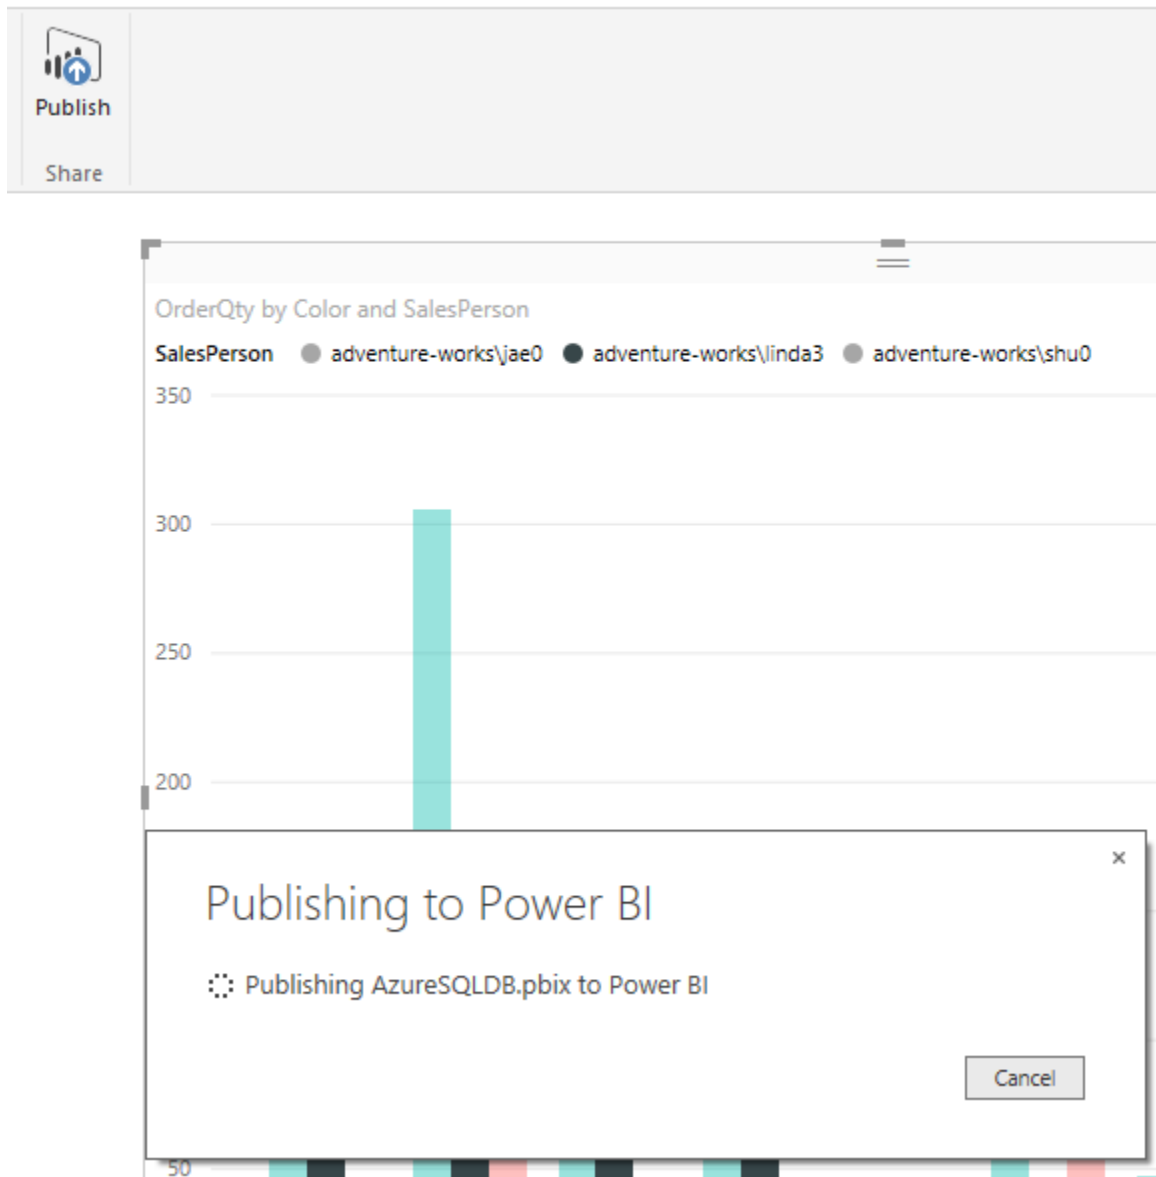 Publish
Share
OrderQty by Color and SalesPerson
SalesPerson adventure-works\jae0 adventure-works\linda3 adventure-works\shu0
350
300
250
200
Publishing to Power BI
Publishing AzureSQLDB.pbix to Power BI
Cancel
50